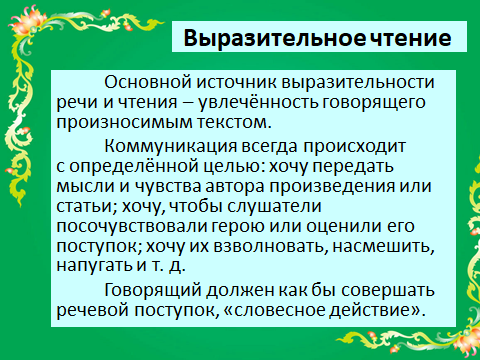 Выразительное чтение
Основной источник выразительности
речи и чтения – увлечённость говорящего
произносимым текстом.
Коммуникация всегда происходит
с определённой целью: хочу передать
мысли и чувства автора произведения или
статьи; хочу, чтобы слушатели
посочувствовали герою или оценили его
поступок; хочу их взволновать, насмешить,
напугать и т. д.
Говорящий должен как бы совершать
речевой поступок, «словесное действие».